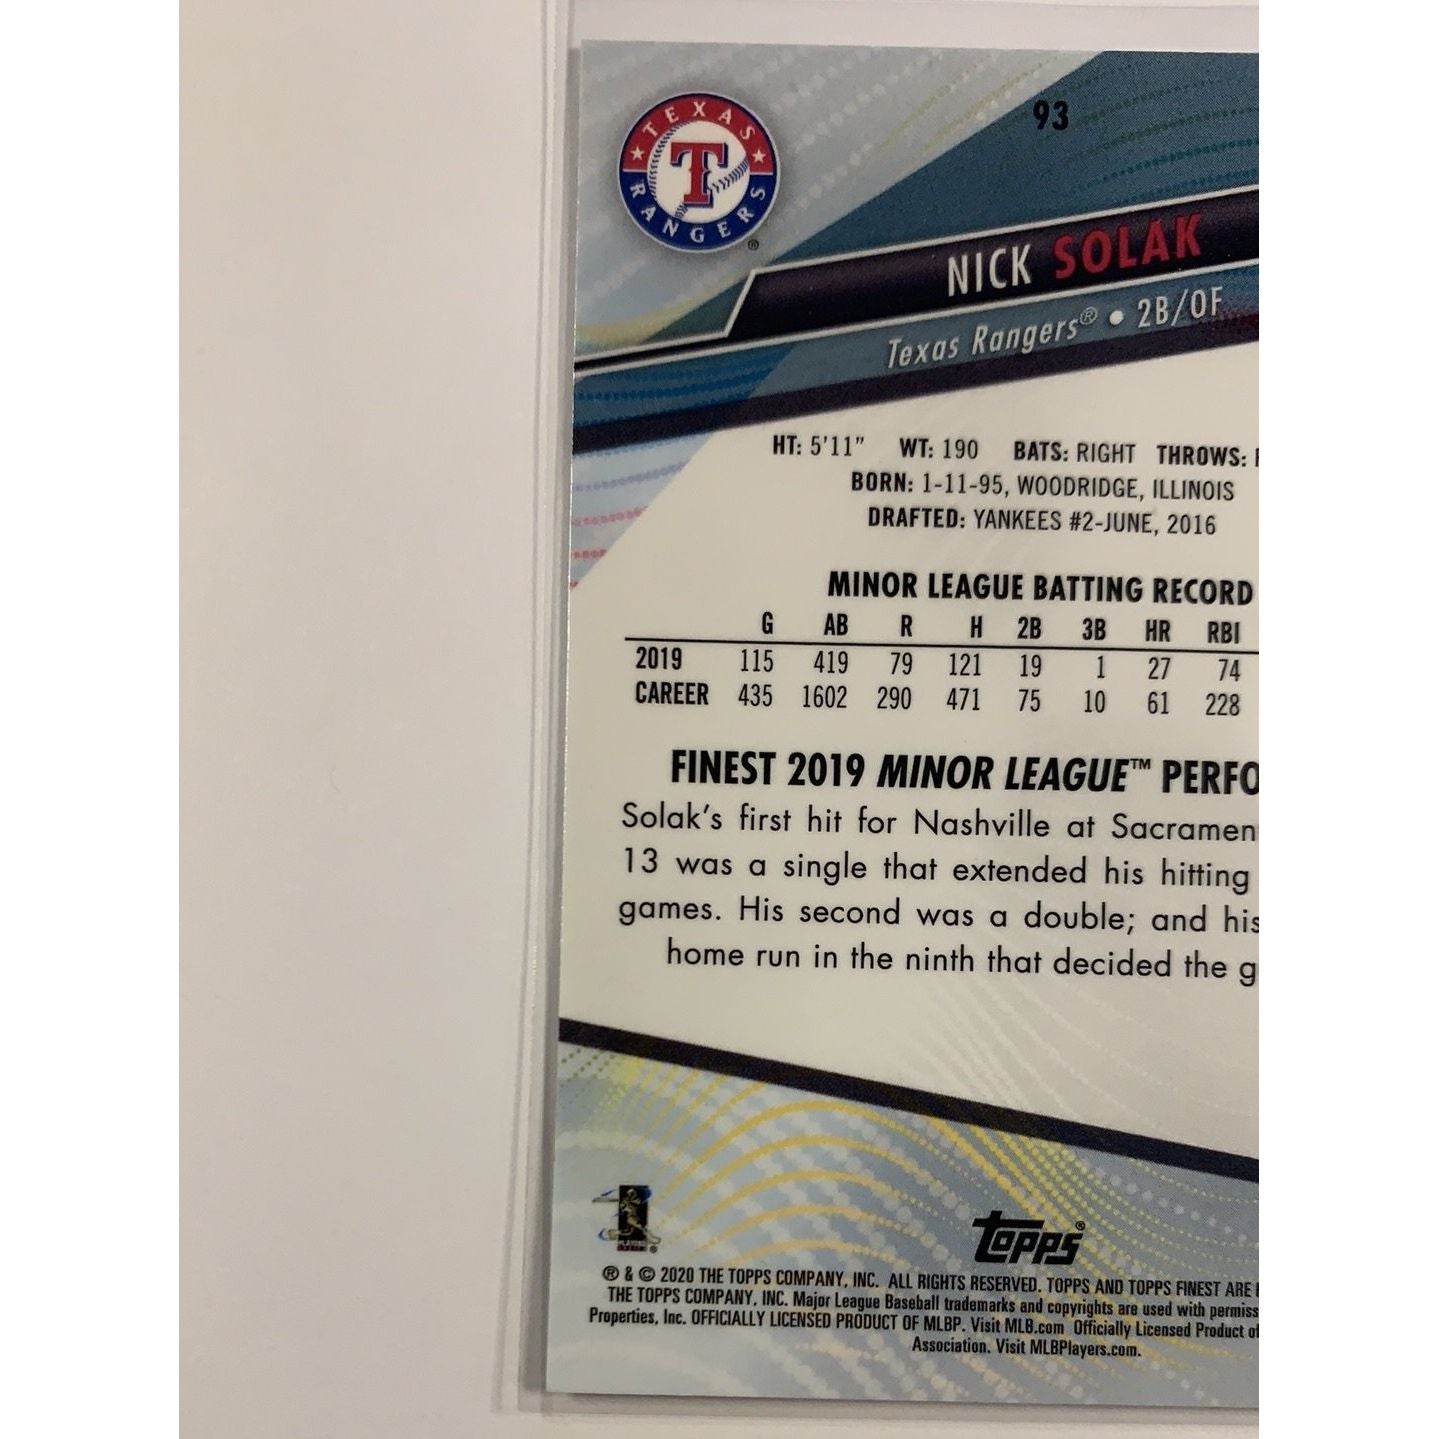 TEXAS
T
RANGERS
®
93
NICK SOLAK
Texas Rangers® • 2B/OF
HT: 5'11" WT: 190 BATS: RIGHT THROWS:
BORN: 1-11-95, WOODRIDGE, ILLINOIS
DRAFTED: YANKEES #2-JUNE, 2016
MINOR LEAGUE BATTING RECORD
G AB R H 2B 3B HR RBI
2019 115 419 79 121 19 1 27 74
CAREER 435 1602 290 471 75 10 61 228
FINEST 2019 MINOR LEAGUE™ PERFO
Solak's first hit for Nashville at Sacramen
13 was a single that extended his hitting
games. His second was a double; and his
home run in the ninth that decided the g
topps®
® & © 2020 THE TOPPS COMPANY, INC. ALL RIGHTS RESERVED. TOPPS AND TOPPS FINEST ARE
THE TOPPS COMPANY, INC. Major League Baseball trademarks and copyrights are used with permiss
Properties, Inc. OFFICIALLY LICENSED PRODUCT OF MLBP. Visit MLB.com Officially Licensed Product of
Association. Visit MLBPlayers.com.